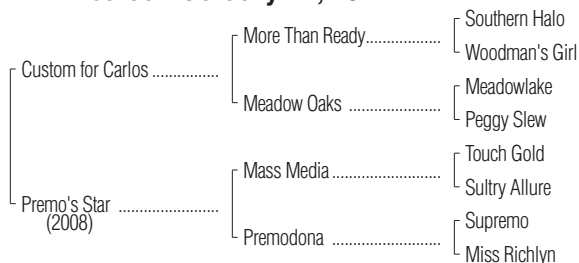 Southern Halo
More Than Ready
Woodman's Girl
Custom for Carlos
Meadowlake
Meadow Oaks
Peggy Slew
Touch Gold
Mass Media
Sultry Allure
Premo's Star
(2008)
Supremo
Premodona
Miss Richlyn